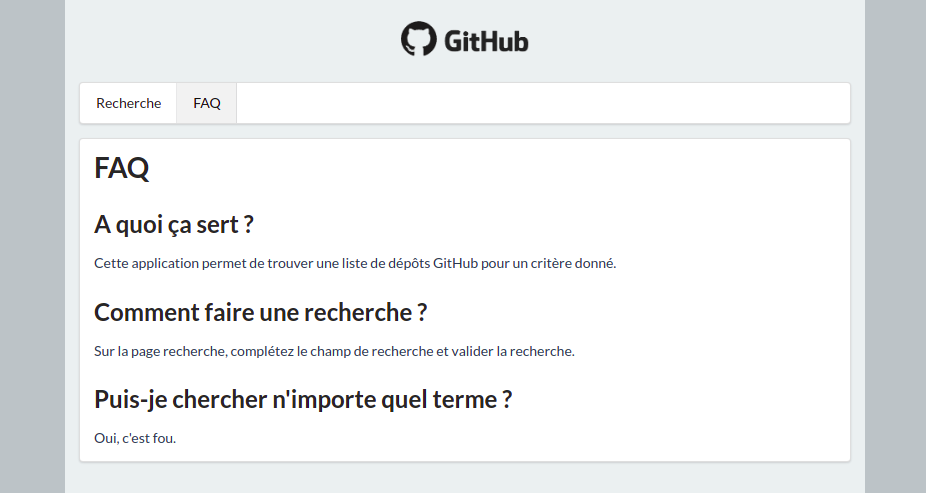 GitHub
Recherche
FAQ
FAQ
A quoi ça sert ?
Cette application permet de trouver une liste de dépôts GitHub pour un critère donné.
Comment faire une recherche ?
Sur la page recherche, complétez le champ de recherche et valider la recherche.
Puis-je chercher n'importe quel terme ?
Oui, c'est fou.